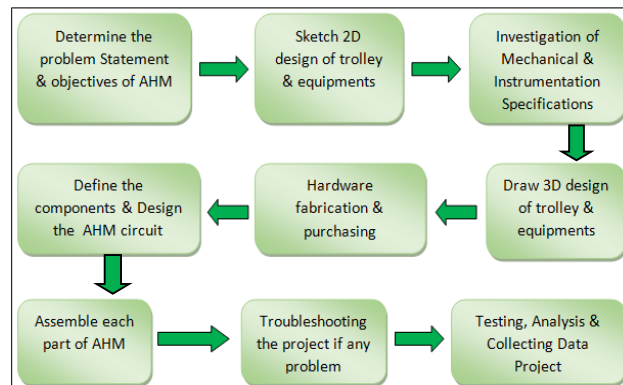 Determine the
problem Statement
& objectives of AHM
Sketch 2D
design of trolley
& equipments
Investigation of
Mechanical &
Instrumentation
Specifications
Draw 3D design
of trolley &
equipments
Hardware
fabrication &
purchasing
Define the
components & Design
the AHM circuit
Assemble each
part of AHM
Troubleshooting
the project if any
problem
Testing, Analysis &
Collecting Data
Project